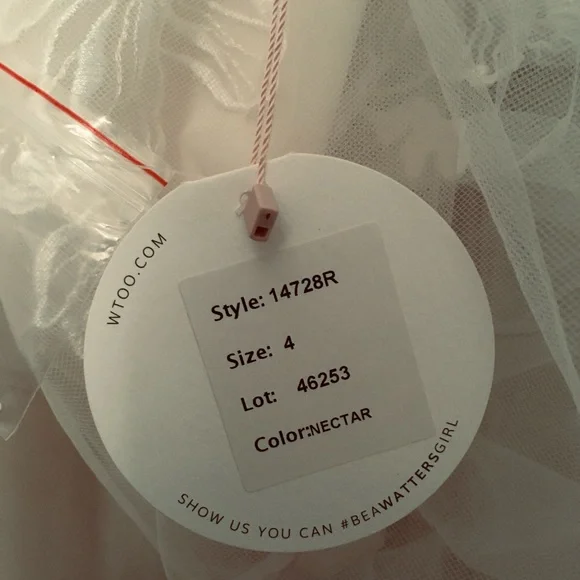 WTOO.COM
Style: 14728R
Size: 4
Lot: 46253
Color:NECTAR
SHOW US YOU CAN #BEAWATTERSGIRL